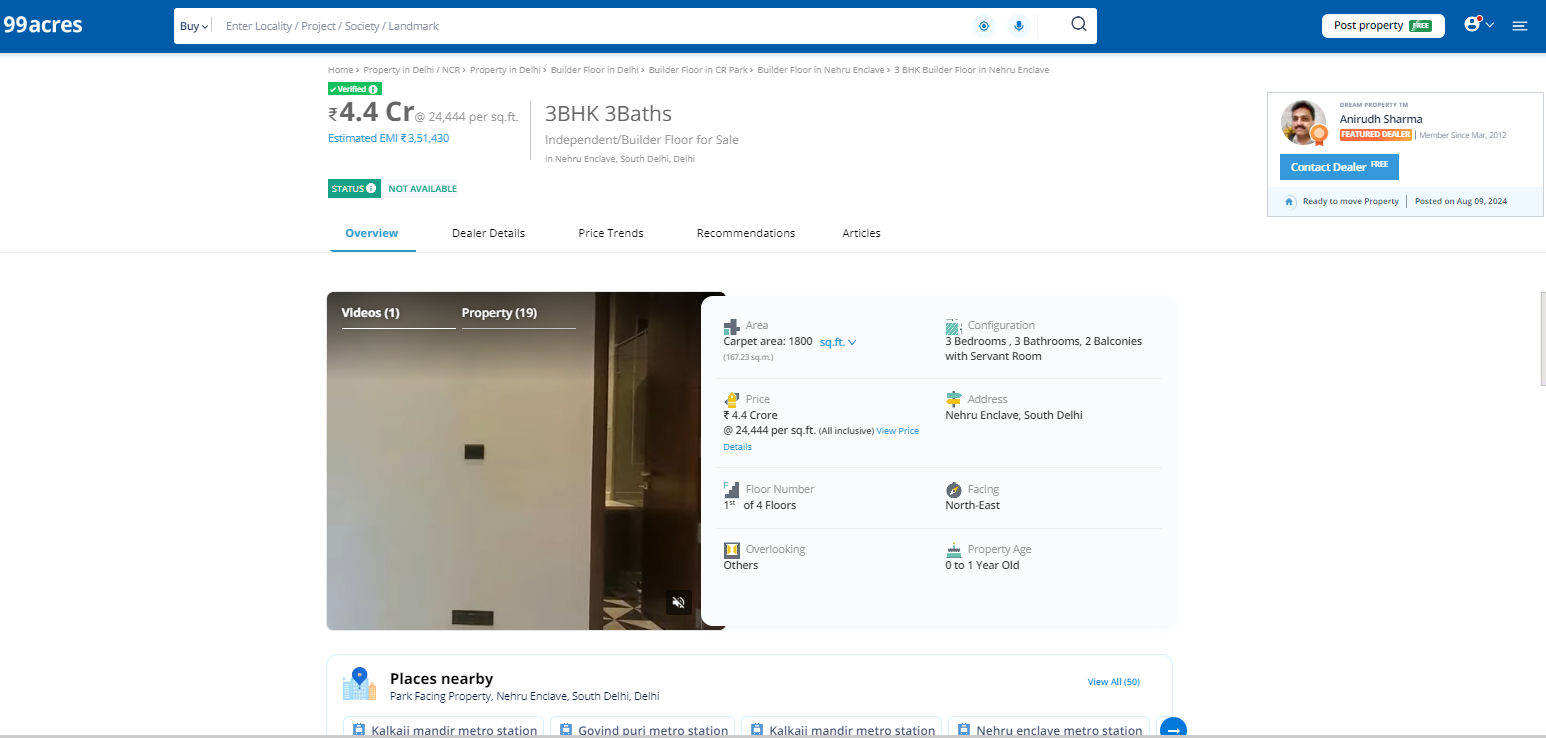 99acres
Buy
Enter Locality / Project / Society / Landmark
Post property FREE
Home › Property in Delhi / NCR › Property in Delhi › Builder Floor in Delhi › Builder Floor in CR Park › Builder Floor in Nehru Enclave › 3 BHK Builder Floor in Nehru Enclave
Verified
₹4.4 Cr @ 24,444 per sq.ft.
Estimated EMI ₹3,51,430
3BHK 3Baths
Independent/Builder Floor for Sale
in Nehru Enclave, South Delhi, Delhi
STATUS NOT AVAILABLE
DREAM PROPERTY TM
Anirudh Sharma
FEATURED DEALER | Member Since Mar, 2012
Contact Dealer FREE
Ready to move Property | Posted on Aug 09, 2024
Overview
Dealer Details
Price Trends
Recommendations
Articles
Videos (1)
Property (19)
Area
Carpet area: 1800 sq.ft.
(167.23 sq.m.)
Configuration
3 Bedrooms , 3 Bathrooms, 2 Balconies
with Servant Room
Price
₹ 4.4 Crore
@ 24,444 per sq.ft. (All inclusive) View Price
Details
Address
Nehru Enclave, South Delhi
F
Floor Number
1st of 4 Floors
Facing
North-East
Overlooking
Others
Property Age
0 to 1 Year Old
Places nearby
Park Facing Property, Nehru Enclave, South Delhi, Delhi
View All (50)
Kalkaji mandir metro station
Govind puri metro station
Kalkaji mandir metro station
Nehru enclave metro station